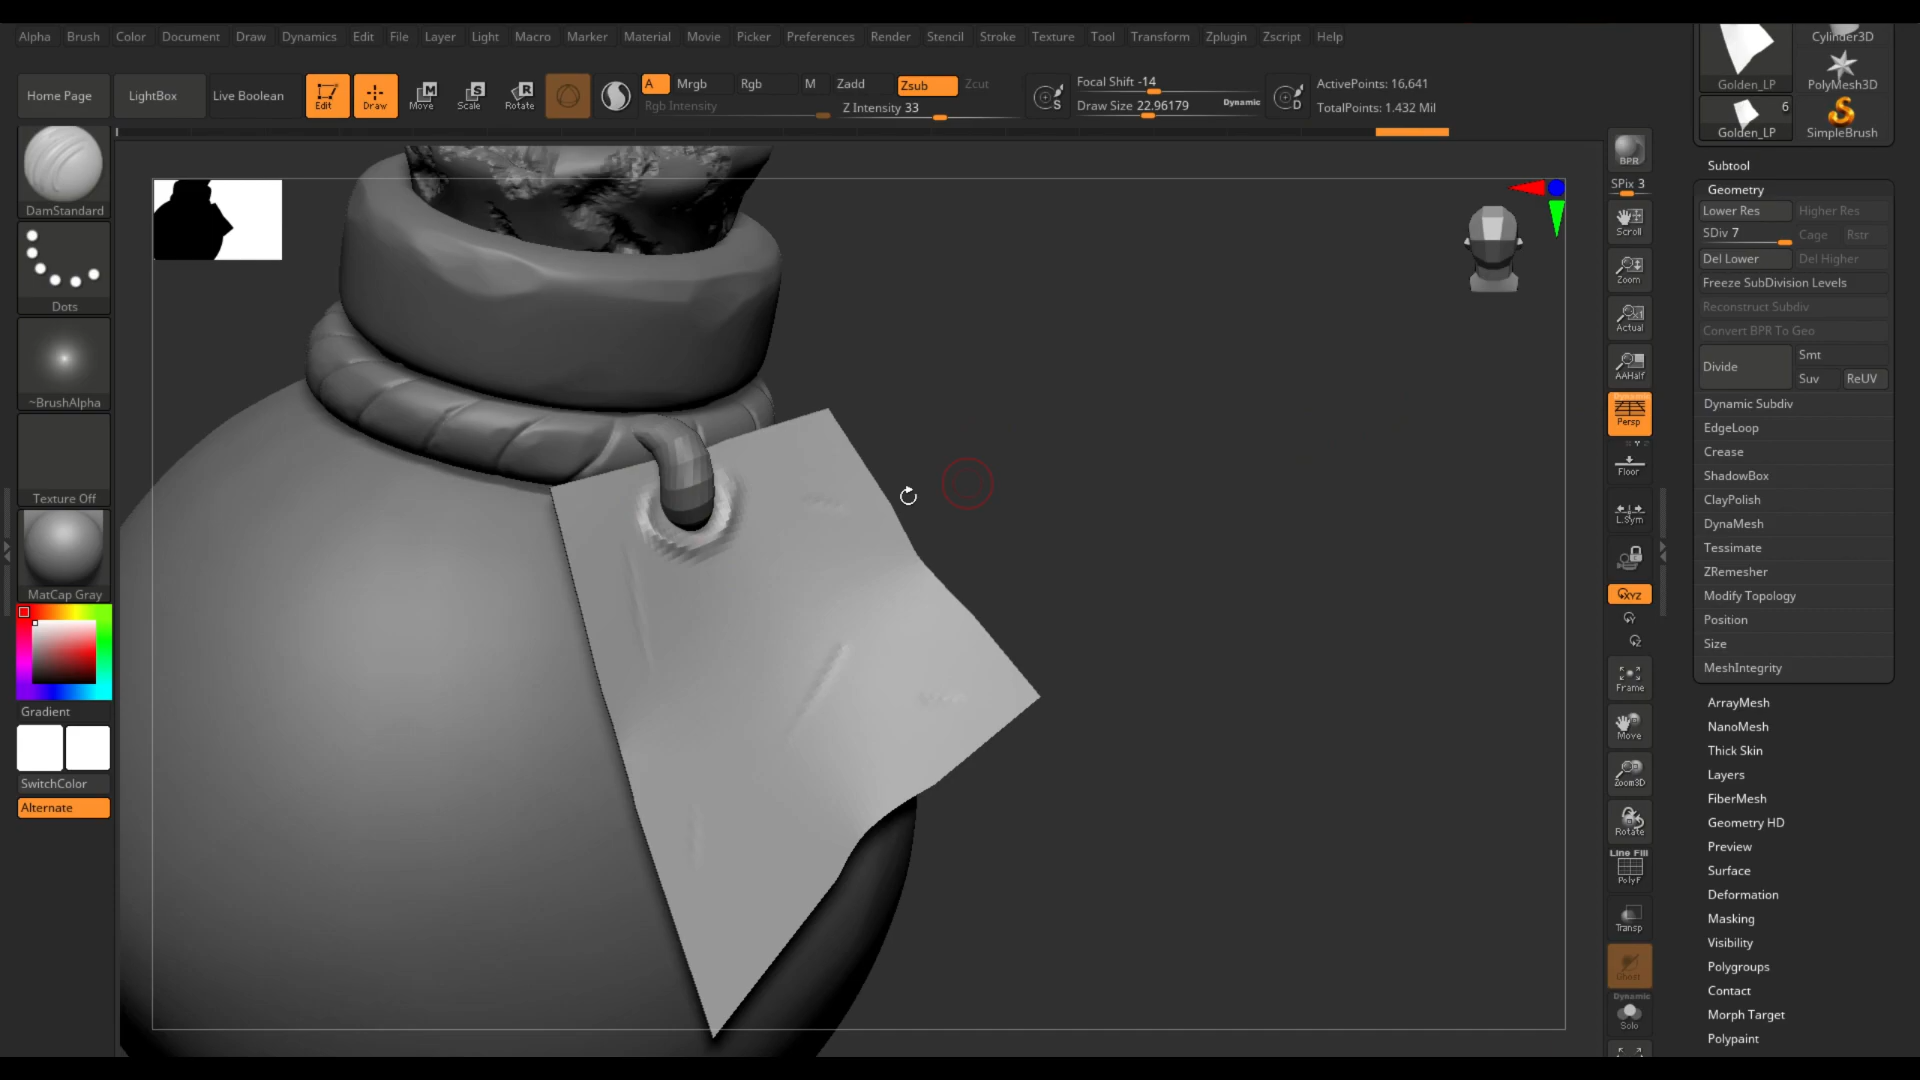 Alpha Brush Color Document Draw Dynamics Edit File Layer Light Macro Marker Material Movie Picker Preferences Render Stencil Stroke Texture Tool Transform Zplugin Zscript Help
Home Page LightBox Live Boolean Edit Draw Move Scale Rotate
A Mrgb Rgb M Zadd Zsub Zcut
Rgb Intensity Z Intensity 33
S Focal Shift -14
Draw Size 22.96179 Dynamic
D ActivePoints: 16,641
TotalPoints: 1.432 Mil
DamStandard
Dots
~BrushAlpha
Texture Off
MatCap Gray
Gradient
SwitchColor
Alternate
BPR
SPix 3
Scroll
Zoom
Actual
AAHalf
Dynamic
Persp
Floor
L.Sym
XYZ
Frame
Move
Zoom3D
Rotate
Line Fill
PolyF
Transp
Ghost
Dynamic
Solo
Cylinder3D
Golden_LP PolyMesh3D
6
Golden_LP SimpleBrush
Subtool
Geometry
Lower Res Higher Res
SDiv 7 Cage Rstr
Del Lower Del Higher
Freeze SubDivision Levels
Reconstruct Subdiv
Convert BPR To Geo
Divide Smt
Suv ReUV
Dynamic Subdiv
EdgeLoop
Crease
ShadowBox
ClayPolish
DynaMesh
Tessimate
ZRemesher
Modify Topology
Position
Size
MeshIntegrity
ArrayMesh
NanoMesh
Thick Skin
Layers
FiberMesh
Geometry HD
Preview
Surface
Deformation
Masking
Visibility
Polygroups
Contact
Morph Target
Polypaint